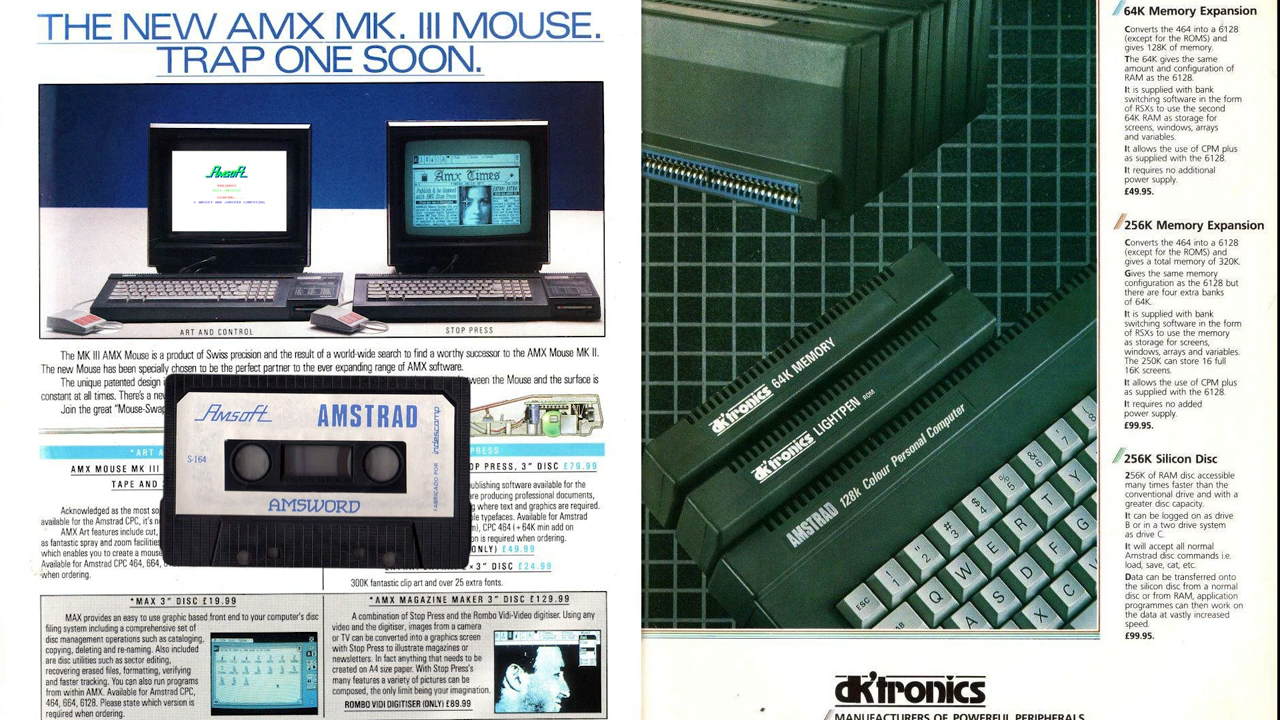 THE NEW AMX MK. III MOUSE.
TRAP ONE SOON.
Amsoft
Amx Times
ART AND CONTROL
STOP PRESS
The MK III AMX Mouse is a product of Swiss precision and the result of a world-wide search to find a worthy successor to the AMX Mouse MK II.
The new Mouse has been specially chosen to be the perfect partner to the ever expanding range of AMX software.
The unique patented design
ween the Mouse and the surface is
constant at all times. There's a new
Join the great "Mouse-Swap
Amsoft AMSTRAD
S-164
indescomp
FABRICADO POR
AMSWORD
*ART A
PRESS
AMX MOUSE MK III
OP PRESS, 3" DISC £79.99
TAPE AND
Acknowledged as the most so
available for the Amstrad CPC, it's n
AMX Art features include cut,
as fantastic spray and zoom facilities
which enables you to create a mouse
Available for Amstrad CPC 464, 664, 6
when ordering.
ublishing software available for the
re producing professional documents,
g where text and graphics are required.
le typefaces. Available for Amstrad
), CPC 464 (+64K min add on
ion is required when ordering.
ONLY) £49.99
× 3" DISC £24.99
300K fantastic clip art and over 25 extra fonts.
*MAX 3" DISC £19.99
MAX provides an easy to use graphic based front end to your computer's disc
filing system including a comprehensive set of
disc management operations such as cataloging,
copying, deleting and re-naming. Also included
are disc utilities such as sector editing,
recovering erased files, formatting, verifying
and faster tracking. You can also run programs
from within AMX. Available for Amstrad CPC,
464, 664, 6128. Please state which version is
required when ordering.
*AMX MAGAZINE MAKER 3" DISC £129.99
A combination of Stop Press and the Rombo Vidi-Video digitiser. Using any
video and the digitiser, images from a camera
or TV can be converted into a graphics screen
with Stop Press to illustrate magazines or
newsletters. In fact anything that needs to be
created on A4 size paper. With Stop Press's
many features a variety of pictures can be
composed, the only limit being your imagination.
ROMBO VIDI DIGITISER (ONLY) £89.99
dk'tronics 64K MEMORY
dk'tronics LIGHTPEN ROM
AMSTRAD 128k Colour Personal Computer
ESC
Q W E R T Y
A S D F G
X C
dk'tronics
MANUFACTURERS OF POWERFUL PERIPHERALS
64K Memory Expansion
Converts the 464 into a 6128
(except for the ROMS) and
gives 128K of memory.
The 64K gives the same
amount and configuration of
RAM as the 6128.
It is supplied with bank
switching software in the form
of RSXs to use the second
64K RAM as storage for
screens, windows, arrays
and variables.
It allows the use of CPM plus
as supplied with the 6128.
It requires no additional
power supply.
£49.95.
256K Memory Expansion
Converts the 464 into a 6128
(except for the ROMS) and
gives a total memory of 320K.
Gives the same memory
configuration as the 6128 but
there are four extra banks
of 64K.
It is supplied with bank
switching software in the form
of RSXs to use the memory
as storage for screens,
windows, arrays and variables.
The 250K can store 16 full
16K screens.
It allows the use of CPM plus
as supplied with the 6128.
It requires no added
power supply.
£99.95.
256K Silicon Disc
256K of RAM disc accessible
many times faster than the
conventional drive and with a
greater disc capacity.
It can be logged on as drive
B or in a two drive system
as drive C.
It will accept all normal
Amstrad disc commands i.e.
load, save, cat, etc.
Data can be transferred onto
the silicon disc from a normal
disc or from RAM, application
programmes can then work on
the data at vastly increased
speed.
£99.95.